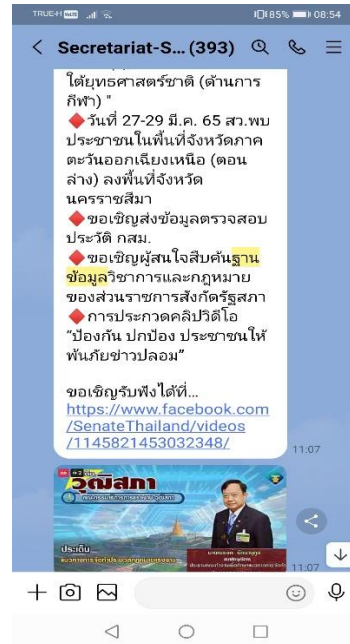 TRUE-H 85% 08:54
Secretariat-S... (393)
ใต้ยุทธศาสตร์ชาติ (ด้านการ
กีฬา) "
วันที่ 27-29 มี.ค. 65 สว.พบ
ประชาชนในพื้นที่จังหวัดภาค
ตะวันออกเฉียงเหนือ (ตอน
ล่าง) ลงพื้นที่จังหวัด
นครราชสีมา
ขอเชิญส่งข้อมูลตรวจสอบ
ประวัติ กสม.
ขอเชิญผู้สนใจสืบค้นฐาน
ข้อมูลวิชาการและกฎหมาย
ของส่วนราชการสังกัดรัฐสภา
การประกวดคลิปวิดีโอ
“ป้องกัน ปกป้อง ประชาชนให้
พ้นภัยข่าวปลอม”
ขอเชิญรับฟังได้ที่...
https://www.facebook.com
/SenateThailand/videos
/1145821453032348/
11:07
วุฒิสภา
ประเด็น
11:07